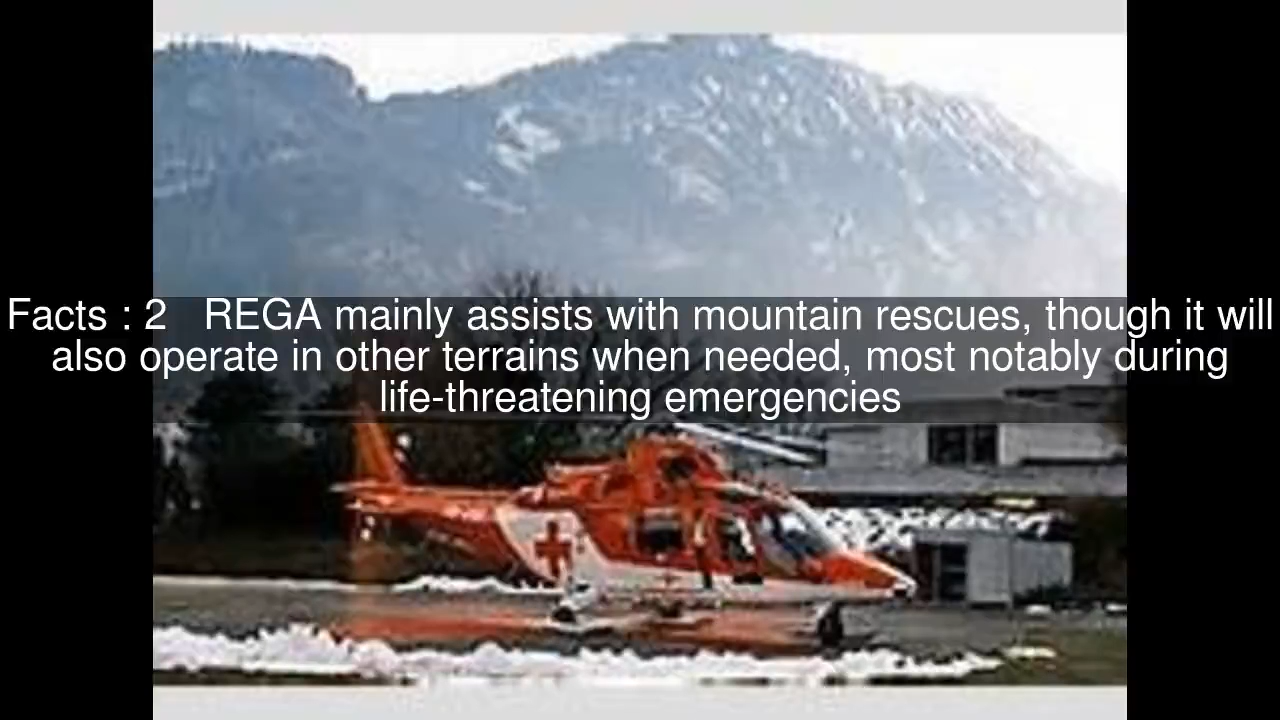 Facts : 2   REGA mainly assists with mountain rescues, though it will
also operate in other terrains when needed, most notably during
life-threatening emergencies